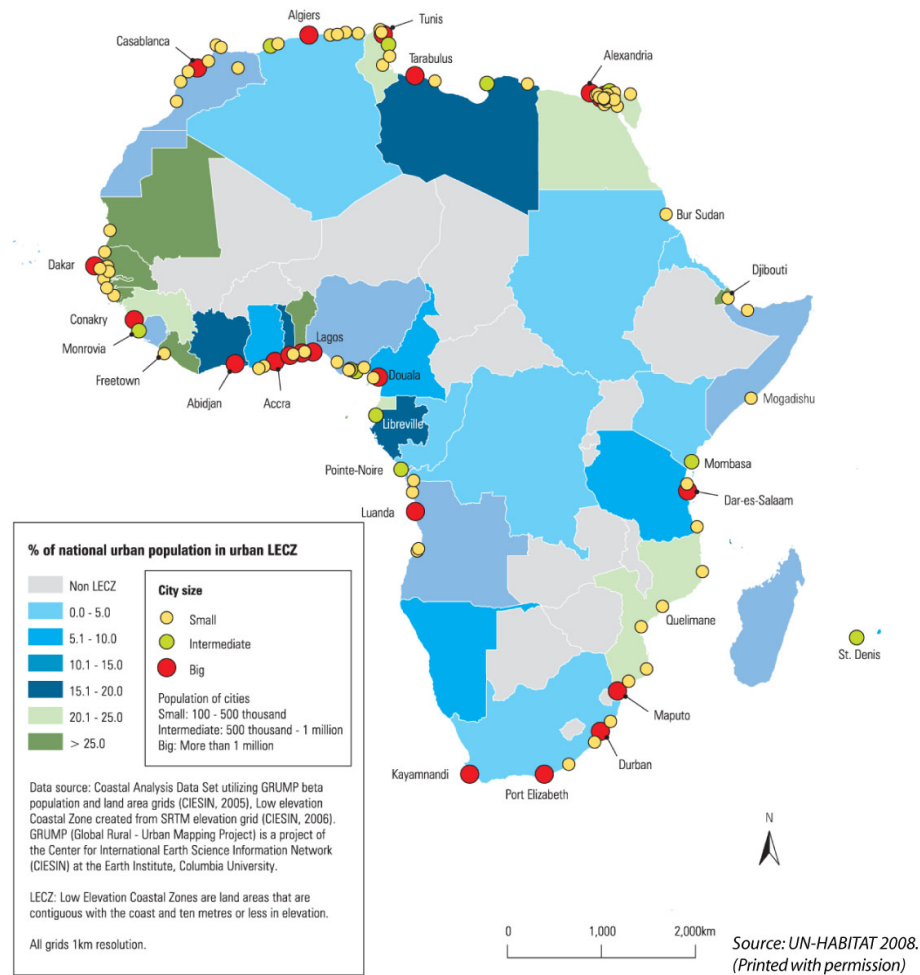 Algiers
Tunis
Casablanca
Tarabulus
Alexandria
Bur Sudan
Dakar
Djibouti
Conakry
Lagos
Monrovia
Freetown
Douala
Abidjan
Accra
Mogadishu
Libreville
Pointe-Noire
Mombasa
Dar-es-Salaam
Luanda
Quelimane
St. Denis
Maputo
Durban
Kayamnandi
Port Elizabeth
% of national urban population in urban LECZ
Non LECZ
0.0 - 5.0
5.1 - 10.0
10.1 - 15.0
15.1 - 20.0
20.1 - 25.0
> 25.0
City size
Small
Intermediate
Big
Population of cities
Small: 100 - 500 thousand
Intermediate: 500 thousand - 1 million
Big: More than 1 million
Data source: Coastal Analysis Data Set utilizing GRUMP beta
population and land area grids (CIESIN, 2005), Low elevation
Coastal Zone created from SRTM elevation grid (CIESIN, 2006).
GRUMP (Global Rural - Urban Mapping Project) is a project of
the Center for International Earth Science Information Network
(CIESIN) at the Earth Institute, Columbia University.
LECZ: Low Elevation Coastal Zones are land areas that are
contiguous with the coast and ten metres or less in elevation.
All grids 1km resolution.
N
0
1,000
2,000km
Source: UN-HABITAT 2008.
(Printed with permission)